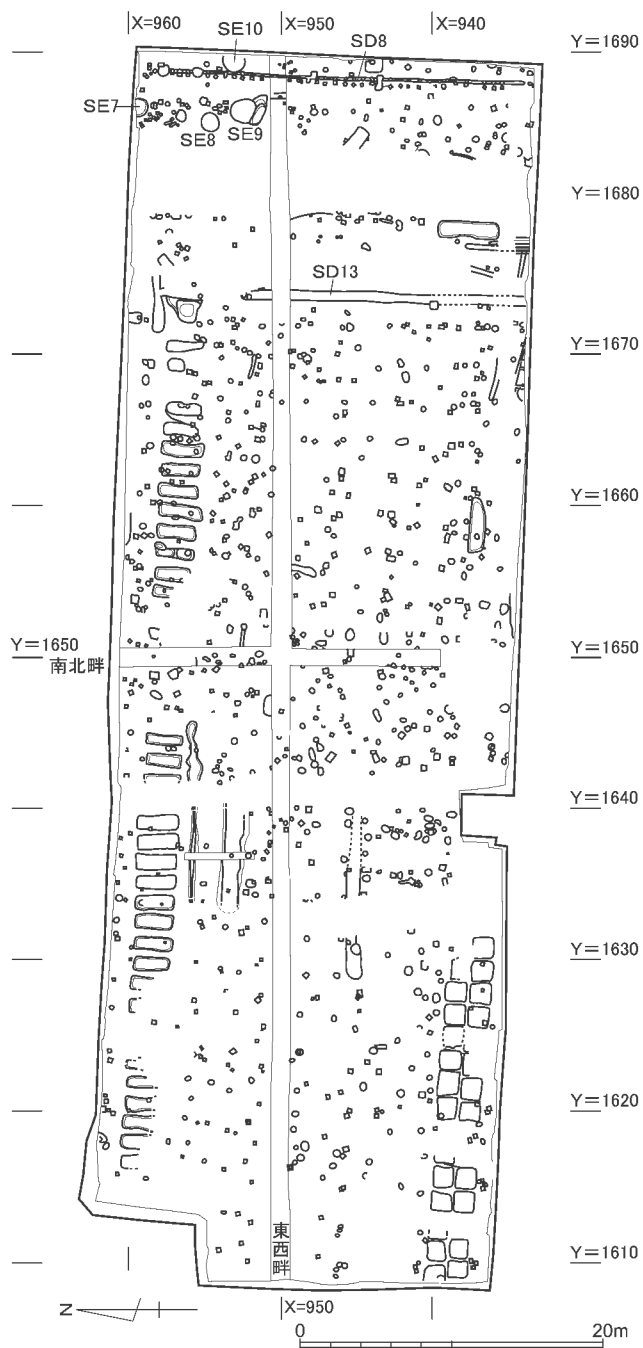 X=960
X=950
X=940
SE10
SD8
Y=1690
SE7
SE8
SE9
Y=1680
SD13
Y=1670
Y=1660
Y=1650
Y=1650
南北畔
Y=1640
Y=1630
Y=1620
東西畔
Y=1610
N
X=950
0
20m